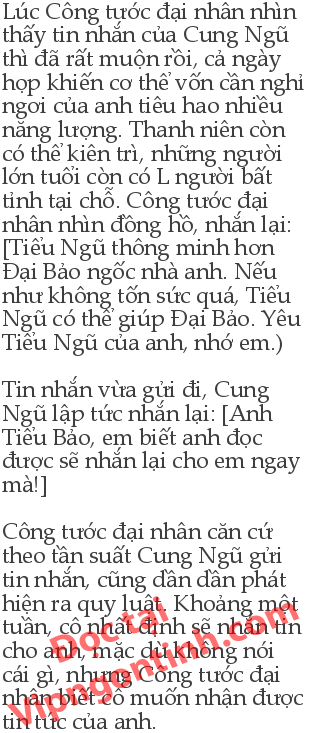 Lúc Công tước đại nhân nhìn
thấy tin nhắn của Cung Ngũ
thì đã rất muộn rồi, cả ngày
họp khiến cơ thể vốn cần nghỉ
ngơi của anh tiêu hao nhiều
năng lượng. Thanh niên còn
có thể kiên trì, những người
lớn tuổi còn có L người bất
tỉnh tại chỗ. Công tước đại
nhân nhìn đồng hồ, nhắn lại:
[Tiểu Ngũ thông minh hơn
Đại Bảo ngốc nhà anh. Nếu
như không tốn sức quá, Tiểu
Ngũ có thể giúp Đại Bảo. Yêu
Tiểu Ngũ của anh, nhớ em.)
Tin nhắn vừa gửi đi, Cung
Ngũ lập tức nhắn lại: [Anh
Tiểu Bảo, em biết anh đọc
được sẽ nhắn lại cho em ngay
mà!]
Công tước đại nhân căn cứ
theo tần suất Cung Ngũ gửi
tin nhắn, cũng dần dần phát
hiện ra quy luật. Khoảng một
tuần, cô nhất định sẽ nhắn tin
cho anh, mặc dù không nói
cái gì, nhưng Công tước đại
nhân biết cô muốn nhận được
tin tức của anh.
Doc tai
Vipngontinh.com